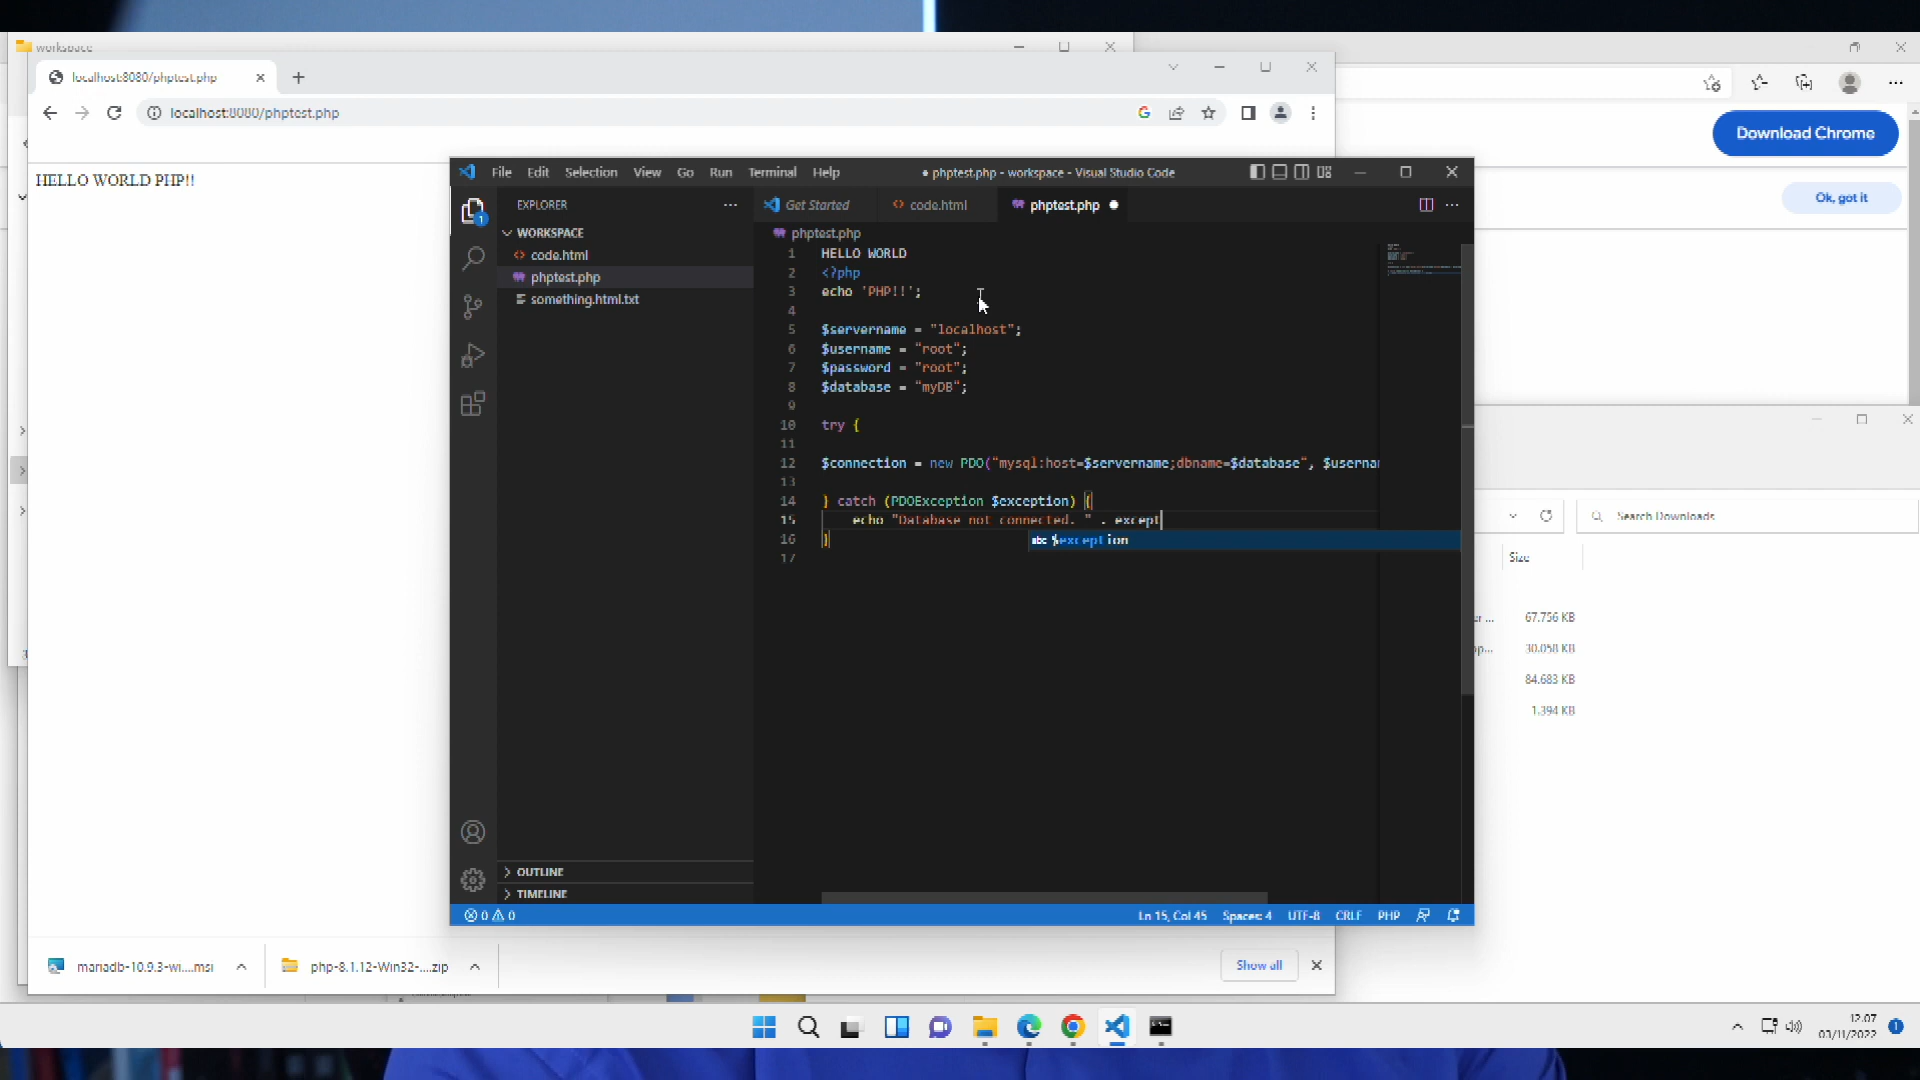 workspace
localhost:8080/phptest.php
localhost:8080/phptest.php
Download Chrome
Ok, got it
HELLO WORLD PHP!!
File Edit Selection View Go Run Terminal Help
● phptest.php - workspace - Visual Studio Code
EXPLORER
Get Started
code.html
phptest.php
WORKSPACE
code.html
phptest.php
something.html.txt
phptest.php
1 HELLO WORLD
2 <?php
3 echo 'PHP!!';
4
5 $servername = "localhost";
6 $username = "root";
7 $password = "root";
8 $database = "myDB";
9
10 try {
11
12 $connection = new PDO("mysql:host=$servername;dbname=$database", $userna
13
14 } catch (PDOException $exception) {
15 echo "Database not connected. " . except
16 }
17
abc $exception
1
OUTLINE
TIMELINE
0 0
Ln 15, Col 45 Spaces: 4 UTF-8 CRLF PHP
Search Downloads
Size
67.756 KB
30.058 KB
84.683 KB
1.394 KB
mariadb-10.9.3-wi....msi
php-8.1.12-Win32-....zip
Show all
12.07
03/11/2022
1